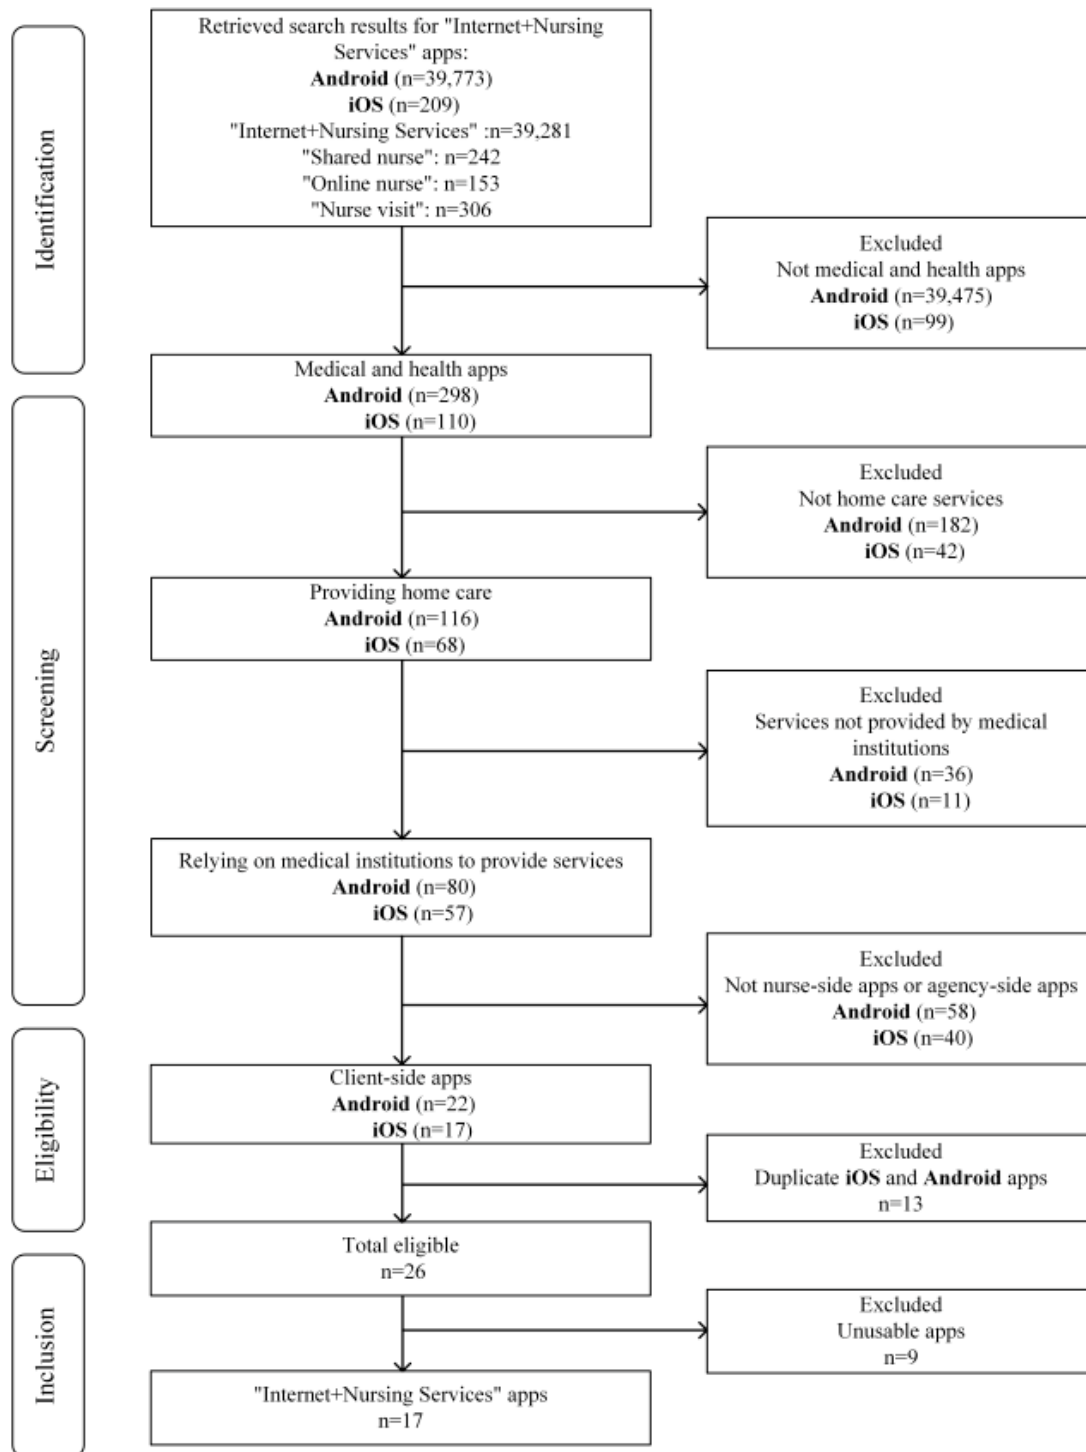 Identification
Retrieved search results for "Internet+Nursing
Services" apps:
Android (n=39,773)
iOS (n=209)
"Internet+Nursing Services" :n=39,281
"Shared nurse": n=242
"Online nurse": n=153
"Nurse visit": n=306
Excluded
Not medical and health apps
Android (n=39,475)
iOS (n=99)
Medical and health apps
Android (n=298)
iOS (n=110)
Screening
Excluded
Not home care services
Android (n=182)
iOS (n=42)
Providing home care
Android (n=116)
iOS (n=68)
Excluded
Services not provided by medical
institutions
Android (n=36)
iOS (n=11)
Relying on medical institutions to provide services
Android (n=80)
iOS (n=57)
Excluded
Not nurse-side apps or agency-side apps
Android (n=58)
iOS (n=40)
Eligibility
Client-side apps
Android (n=22)
iOS (n=17)
Excluded
Duplicate iOS and Android apps
n=13
Total eligible
n=26
Inclusion
Excluded
Unusable apps
n=9
"Internet+Nursing Services" apps
n=17